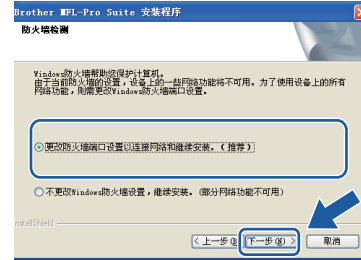 Brother MFL-Pro Suite 安装程序
防火墙检测
Windows防火墙帮助您保护计算机。
由于当前防火墙的设置，设备上的一些网络功能将不可用。为了使用设备上的所有
网络功能，则需更改Windows防火墙端口设置。
更改防火墙端口设置以连接网络和继续安装。(推荐)
不更改Windows防火墙设置，继续安装。(部分网络功能不可用)
nstallShield
< 上一步(B) 下一步(N) > 取消